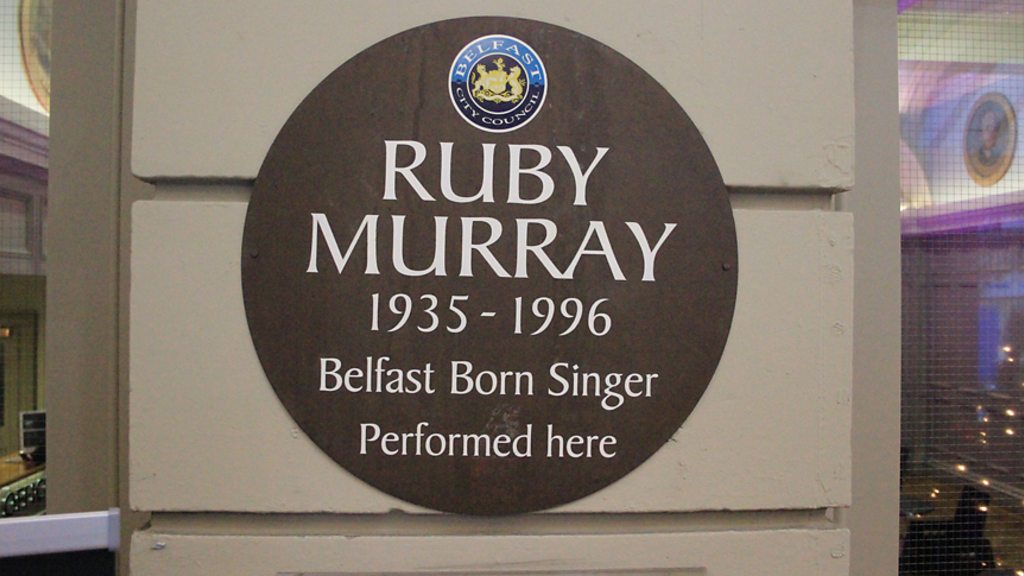 BELFAST
CITY COUNCIL
RUBY
MURRAY
1935 - 1996
Belfast Born Singer
Performed here